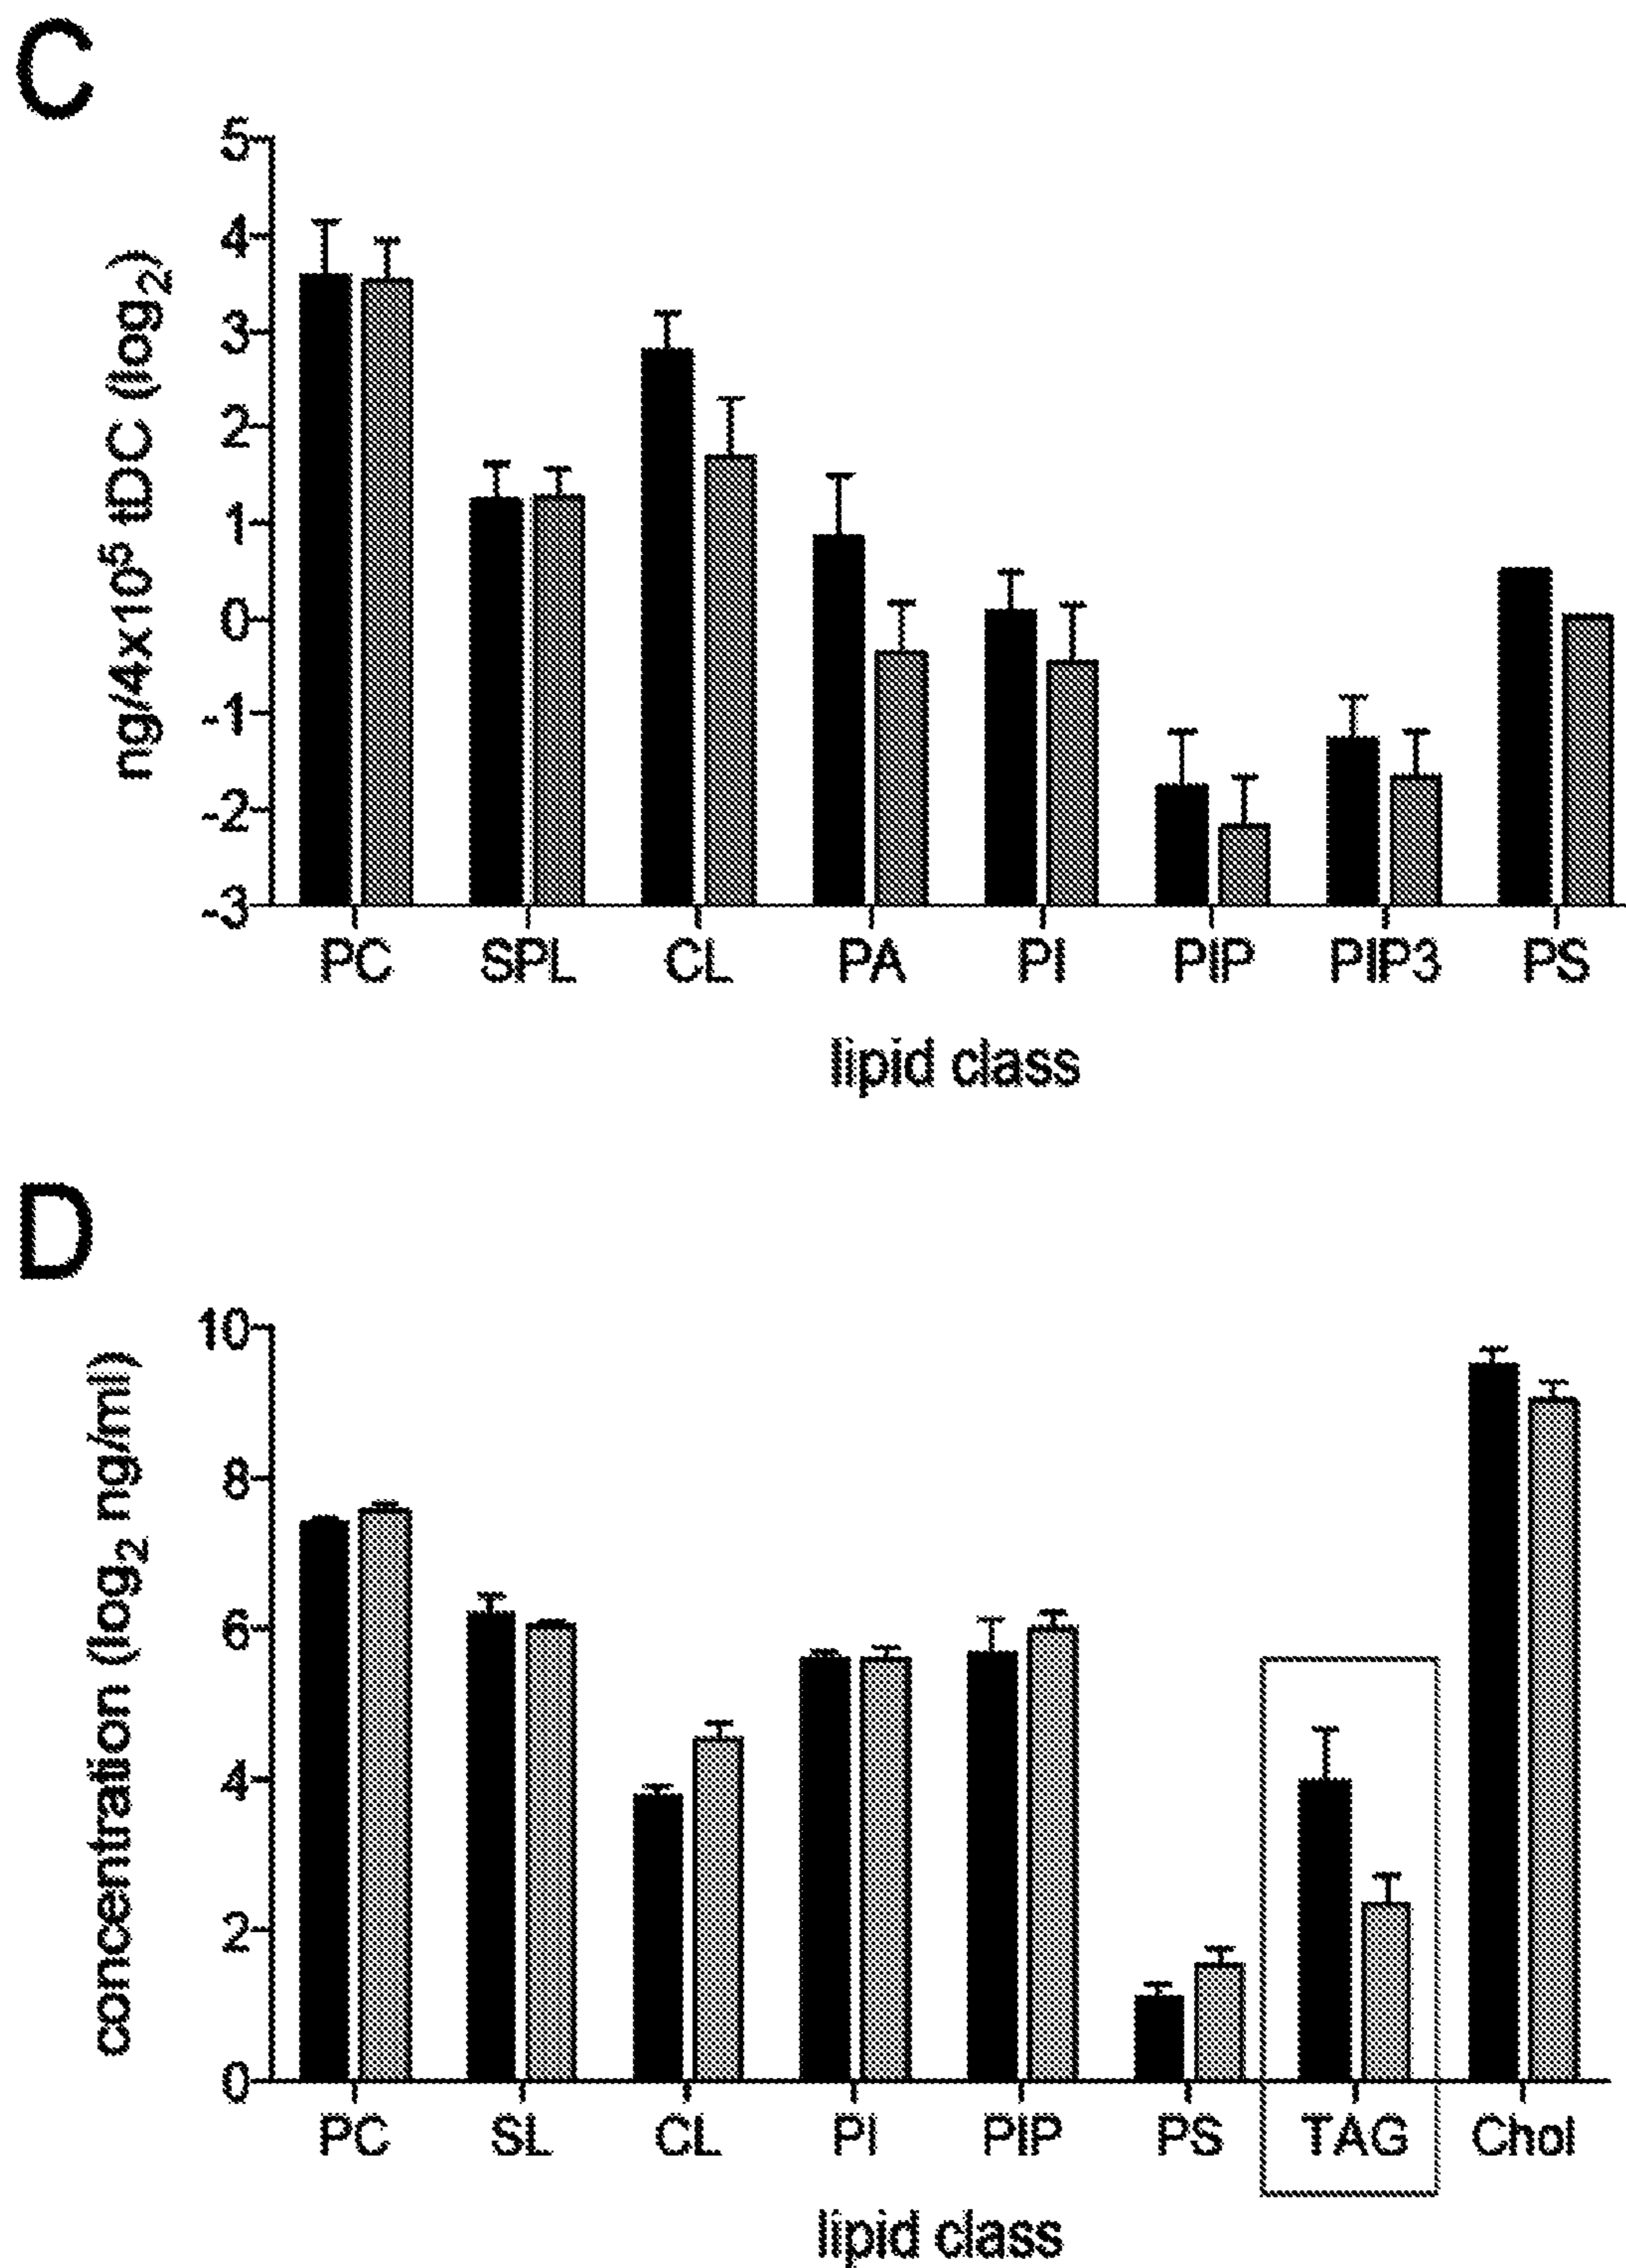 C
ng/4x10⁵ tDC (log₂)
5
4
3
2
1
0
-1
-2
-3
PC SPL CL PA PI PIP PIP3 PS
lipid class
D
concentration (log₂ ng/ml)
10
8
6
4
2
0
PC SL CL PI PIP PS TAG Chol
lipid class